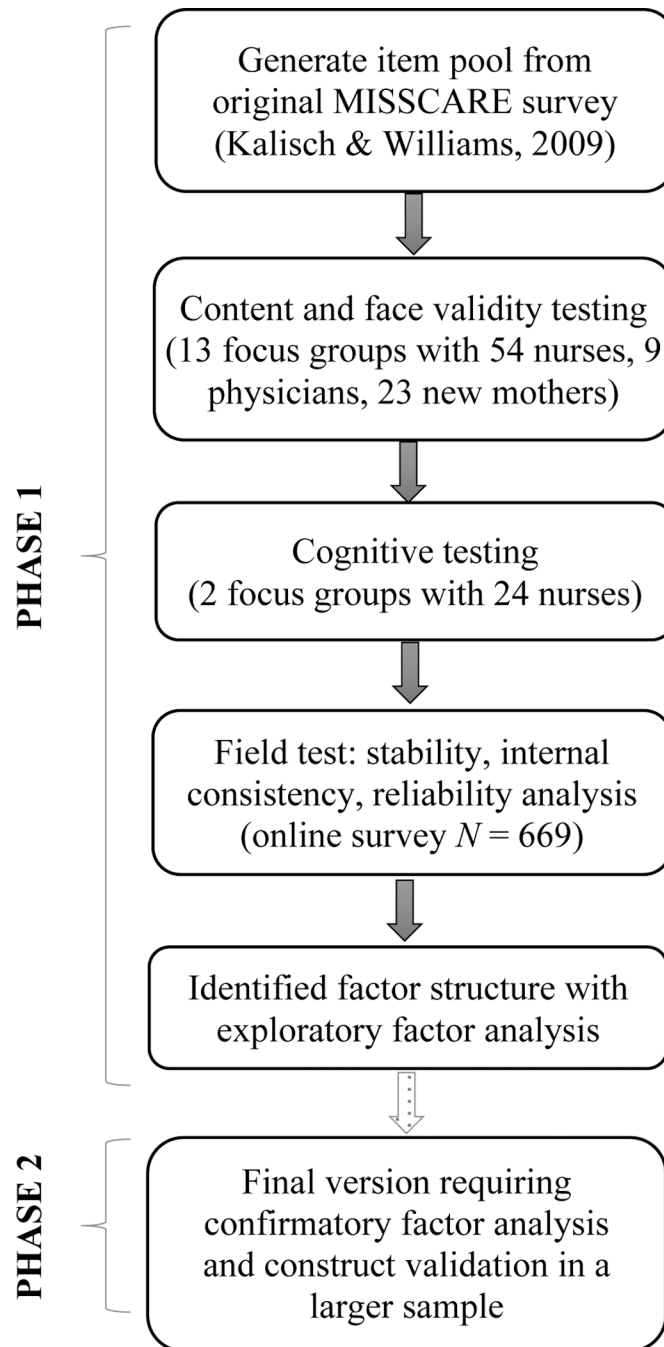 PHASE 1
Generate item pool from
original MISSCARE survey
(Kalisch & Williams, 2009)
Content and face validity testing
(13 focus groups with 54 nurses, 9
physicians, 23 new mothers)
Cognitive testing
(2 focus groups with 24 nurses)
Field test: stability, internal
consistency, reliability analysis
(online survey N = 669)
Identified factor structure with
exploratory factor analysis
PHASE 2
Final version requiring
confirmatory factor analysis
and construct validation in a
larger sample